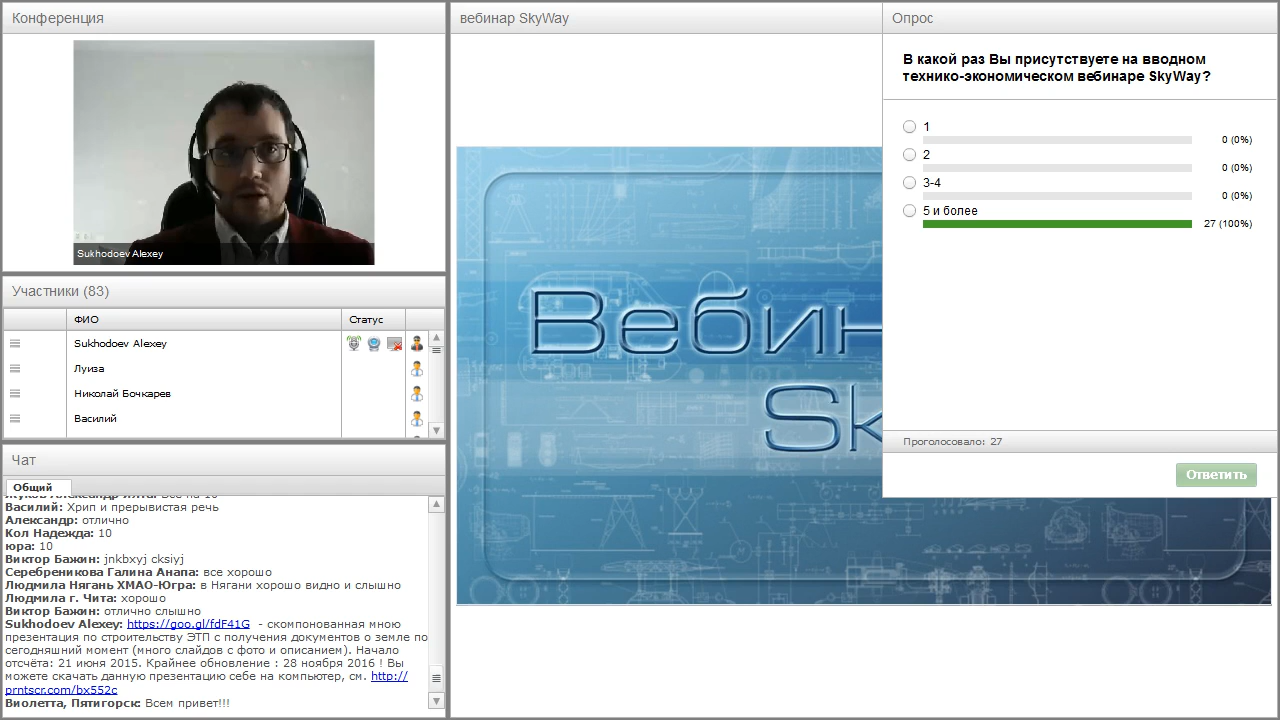 Конференция
Sukhodoev Alexey
Участники (83)
ФИО Статус
Sukhodoev Alexey
Луиза
Николай Бочкарев
Василий
Чат
Общий
Василий: Хрип и прерывистая речь
Александр: отлично
Кол Надежда: 10
юра: 10
Виктор Бажин: jnkbxyj cksiyj
Серебреникова Галина Анапа: все хорошо
Людмила Нягань ХМАО-Югра: в Нягани хорошо видно и слышно
Людмила г. Чита: хорошо
Виктор Бажин: отлично слышно
Sukhodoev Alexey: https://goo.gl/fdF41G - скомпонованная мною
презентация по строительству ЭТП с получения документов о земле по
сегодняшний момент (много слайдов с фото и описанием). Начало
отсчёта: 21 июня 2015. Крайнее обновление : 28 ноября 2016 ! Вы
можете скачать данную презентацию себе на компьютер, см. http://
prntscr.com/bx552c
Виолетта, Пятигорск: Всем привет!!!
вебинар SkyWay
Вебин
Sk
Опрос
В какой раз Вы присутствуете на вводном
технико-экономическом вебинаре SkyWay?
1
0 (0%)
2
0 (0%)
3-4
0 (0%)
5 и более
27 (100%)
Проголосовало: 27
Ответить